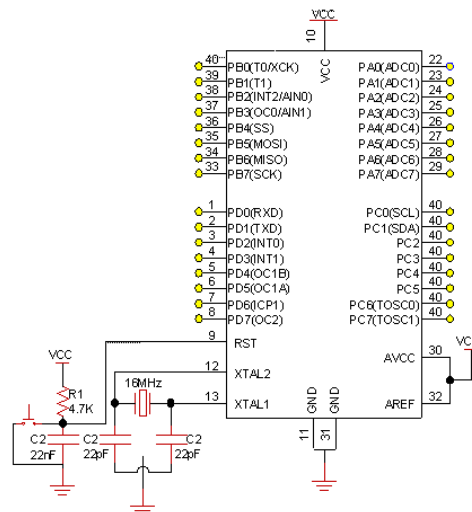 VCC
10
VCC
40 PB0(T0/XCK) PA0(ADC0) 22
39 PB1(T1) PA1(ADC1) 23
38 PB2(INT2/AIN0) PA2(ADC2) 24
37 PB3(OC0/AIN1) PA3(ADC3) 25
36 PB4(SS) PA4(ADC4) 26
35 PB5(MOSI) PA5(ADC5) 27
34 PB6(MISO) PA6(ADC6) 28
33 PB7(SCK) PA7(ADC7) 29
1 PD0(RXD) PC0(SCL) 40
2 PD1(TXD) PC1(SDA) 40
3 PD2(INT0) PC2 40
4 PD3(INT1) PC3 40
5 PD4(OC1B) PC4 40
6 PD5(OC1A) PC5 40
7 PD6(ICP1) PC6(TOSC0) 40
8 PD7(OC2) PC7(TOSC1) 40
9 RST
VC
AVCC 30
12 XTAL2
13 XTAL1
AREF 32
GND GND
11 31
VCC
R1
4.7K
16MHz
C2 C2 C2
22nF 22pF 22pF